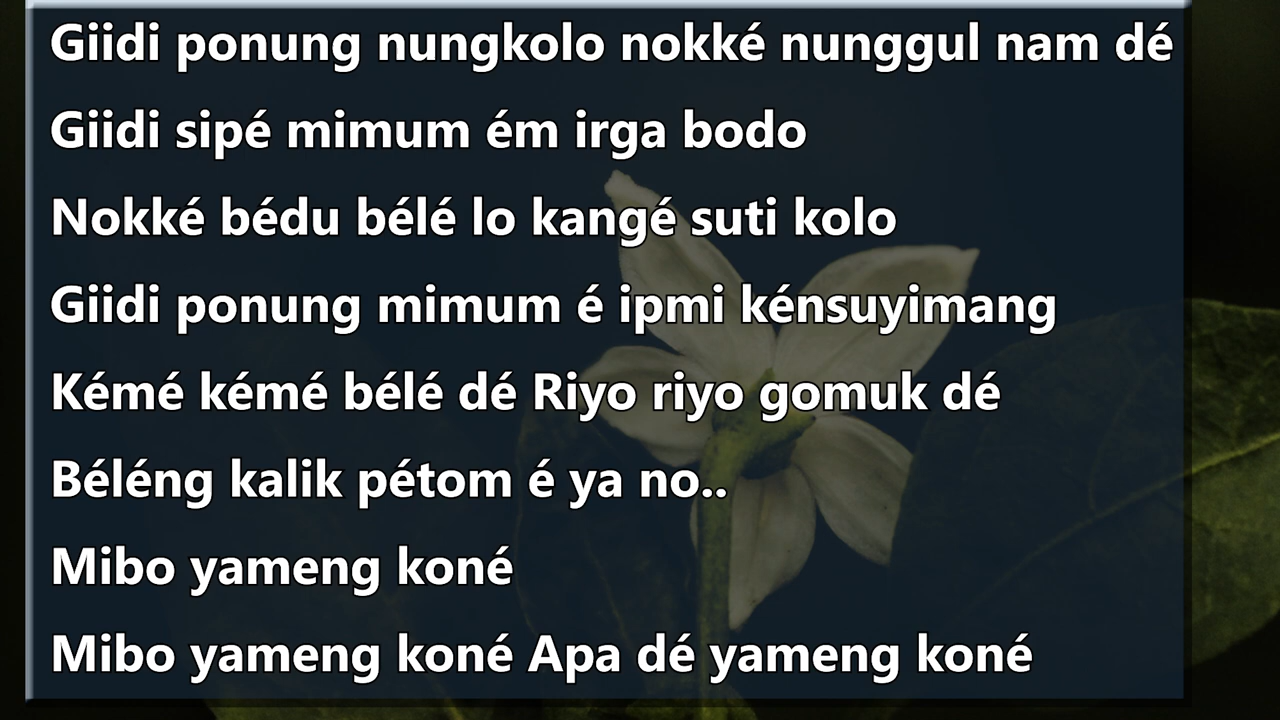 Giidi ponung nungkolo nokké nunggul nam dé
Giidi sipé mimum ém irga bodo
Nokké bédu bélé lo kangé suti kolo
Giidi ponung mimum é ipmi kénsuyimang
Kémé kémé bélé dé Riyo riyo gomuk dé
Béléng kalik pétom é ya no..
Mibo yameng koné
Mibo yameng koné Apa dé yameng koné